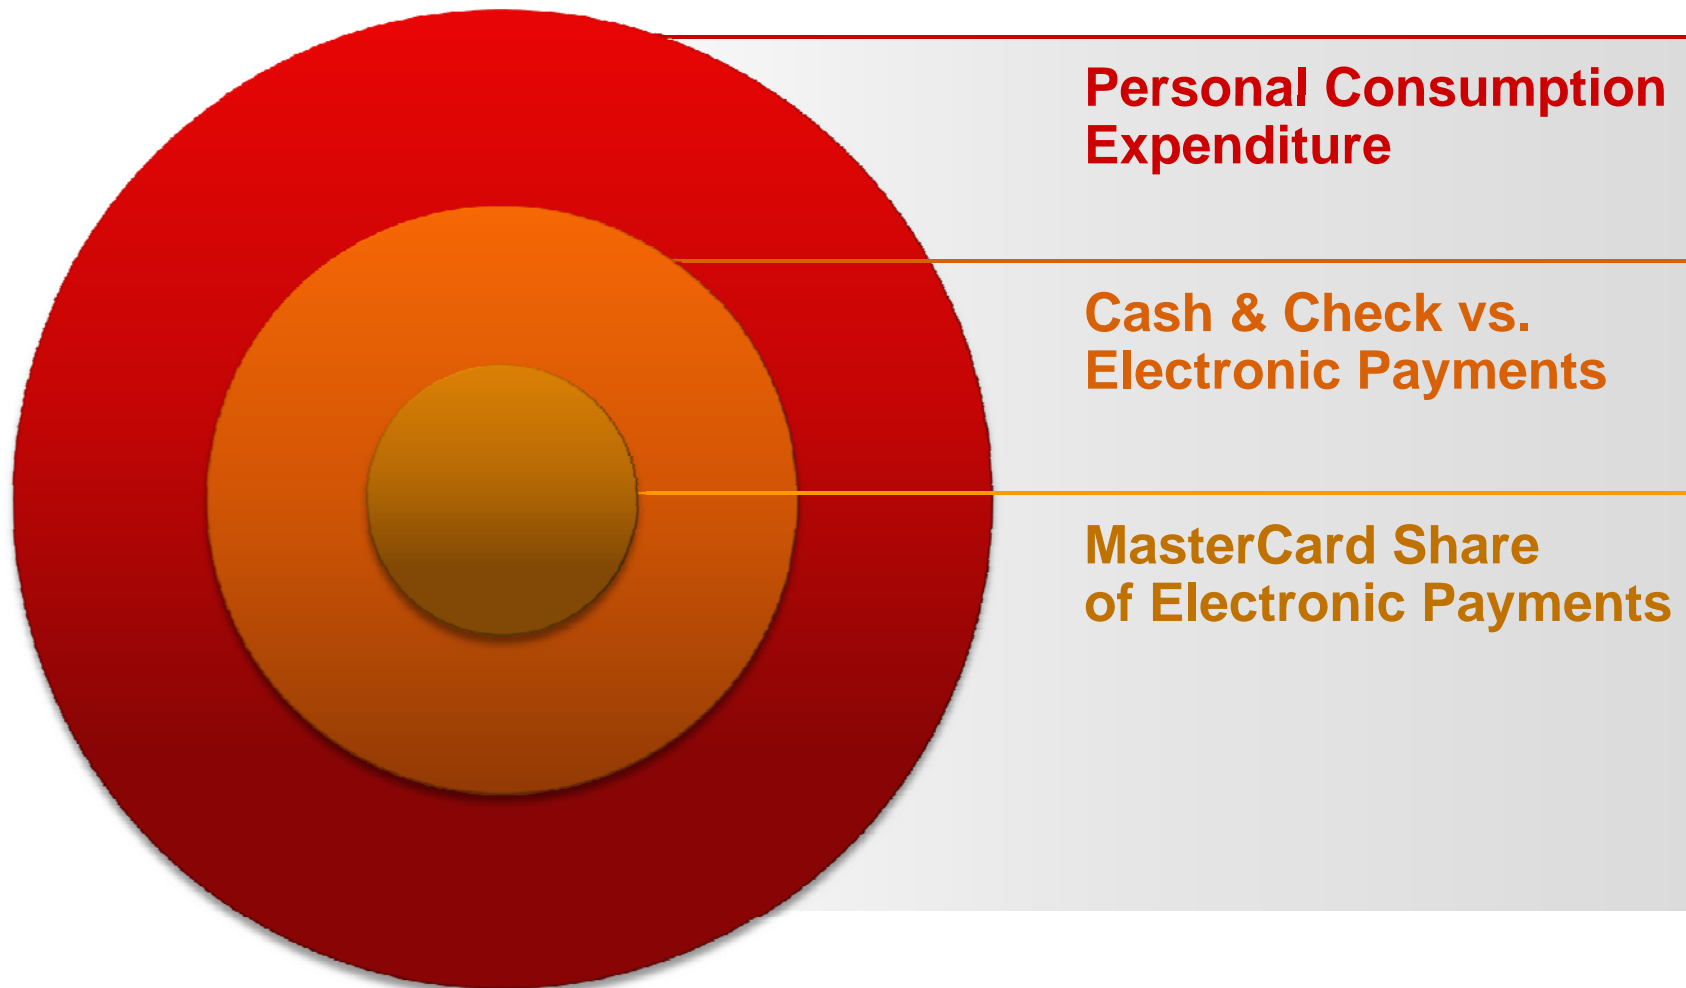 Personal Consumption
Expenditure
Cash & Check vs.
Electronic Payments
MasterCard Share
of Electronic Payments